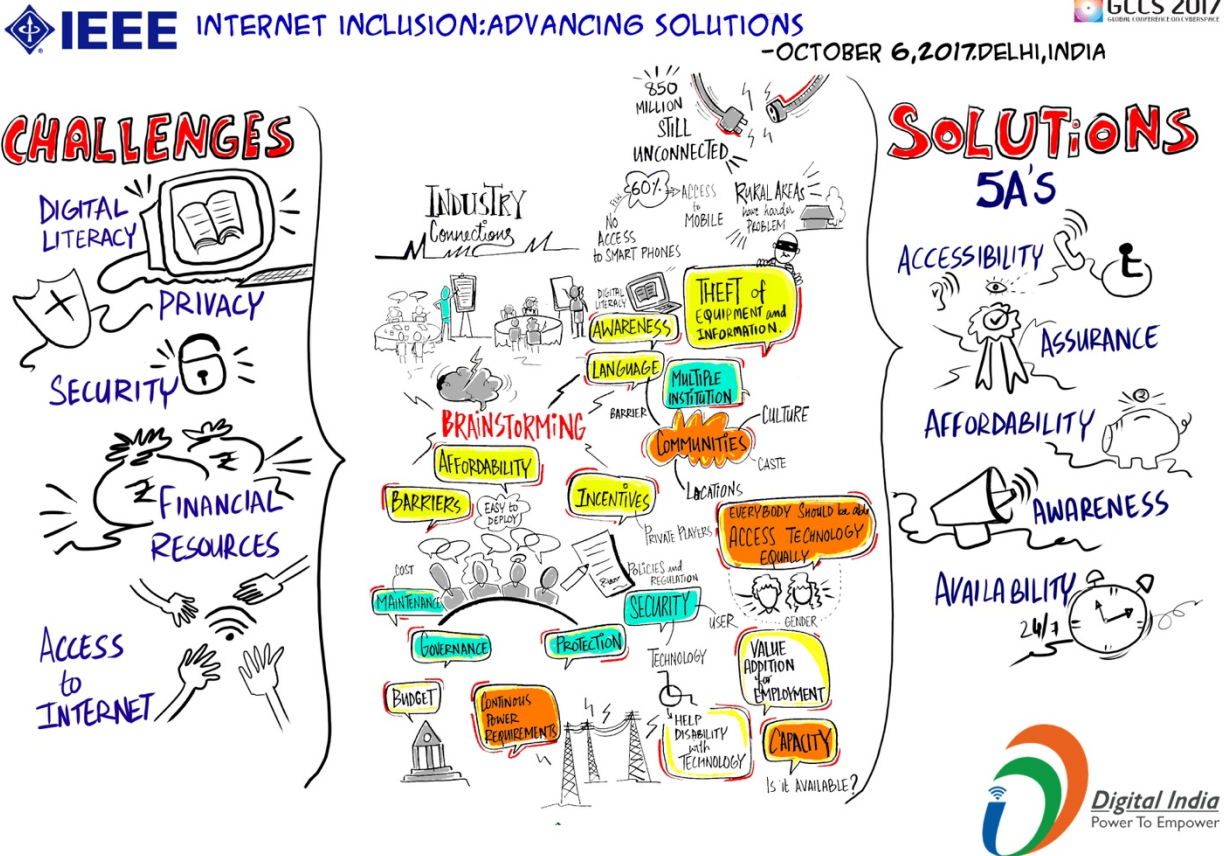 IEEE INTERNET INCLUSION:ADVANCING SOLUTIONS
GCCS 2017
GLOBAL CONFERENCE ON CYBERSPACE
-OCTOBER 6,2017.DELHI,INDIA
CHALLENGES
DIGITAL
LITERACY
PRIVACY
SECURITY
FINANCIAL
RESOURCES
ACCESS
to
INTERNET
850
MILLION
STILL
UNCONNECTED
INDUSTRY
Connections
60%
ACCESS
to
MOBILE
NO
ACCESS
to SMART PHONES
RURAL AREAS
have harder
PROBLEM
DIGITAL
LITERACY
AWARENESS
THEFT of
EQUIPMENT and
INFORMATION.
LANGUAGE
BARRIER
MULTIPLE
INSTITUTION
COMMUNITIES
CULTURE
CASTE
LOCATIONS
BRAINSTORMING
AFFORDABILITY
BARRIERS
EASY to
DEPLOY
INCENTIVES
PRIVATE PLAYERS
EVERYBODY SHOULD be able
ACCESS TECHNOLOGY
EQUALLY
GENDER
POLICIES and
REGULATION
COST
MAINTENANCE
GOVERNANCE
PROTECTION
SECURITY
USER
TECHNOLOGY
VALUE
ADDITION
for
EMPLOYMENT
BUDGET
CONTINOUS
POWER
REQUIREMENTS
HELP
DISABILITY
with
TECHNOLOGY
CAPACITY
Is it AVAILABLE?
SOLUTIONS
5A'S
ACCESSIBILITY
ASSURANCE
AFFORDABILITY
AWARENESS
AVAILABILITY
24/7
Digital India
Power To Empower